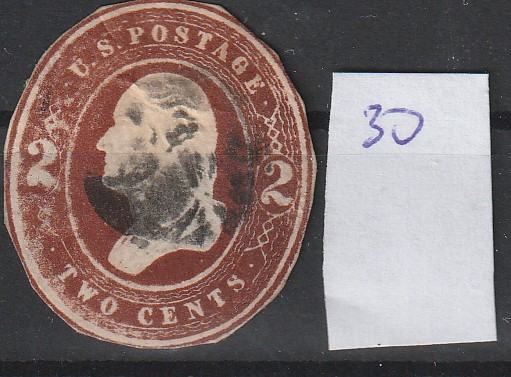 U.S. POSTAGE
2 2
TWO CENTS
30